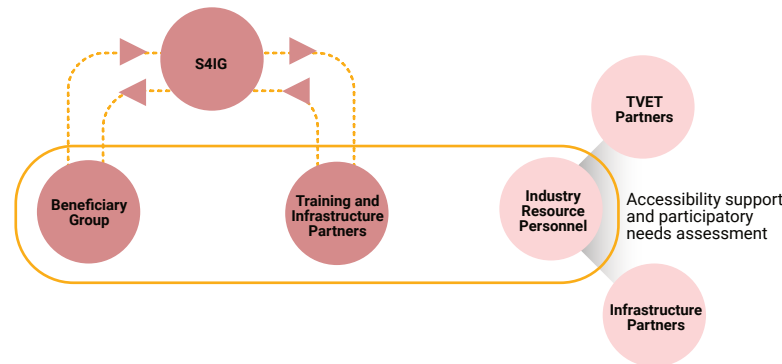 S4IG
TVET
Partners
Beneficiary
Group
Training and
Infrastructure
Partners
Industry
Resource
Personnel
Accessibility support
and participatory
needs assessment
Infrastructure
Partners